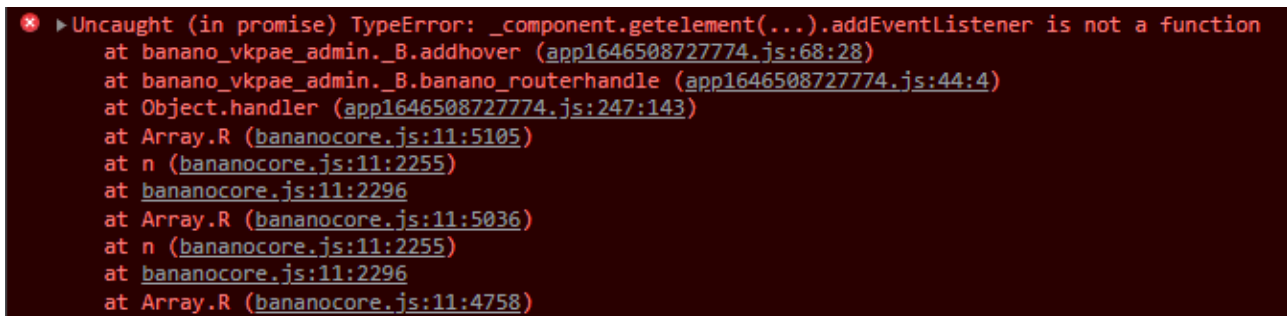 Uncaught (in promise) TypeError: _component.getelement(...).addEventListener is not a function
at banano_vkpae_admin._B.addhover (app1646508727774.js:68:28)
at banano_vkpae_admin._B.banano_routerhandle (app1646508727774.js:44:4)
at Object.handler (app1646508727774.js:247:143)
at Array.R (bananocore.js:11:5105)
at n (bananocore.js:11:2255)
at bananocore.js:11:2296
at Array.R (bananocore.js:11:5036)
at n (bananocore.js:11:2255)
at bananocore.js:11:2296
at Array.R (bananocore.js:11:4758)